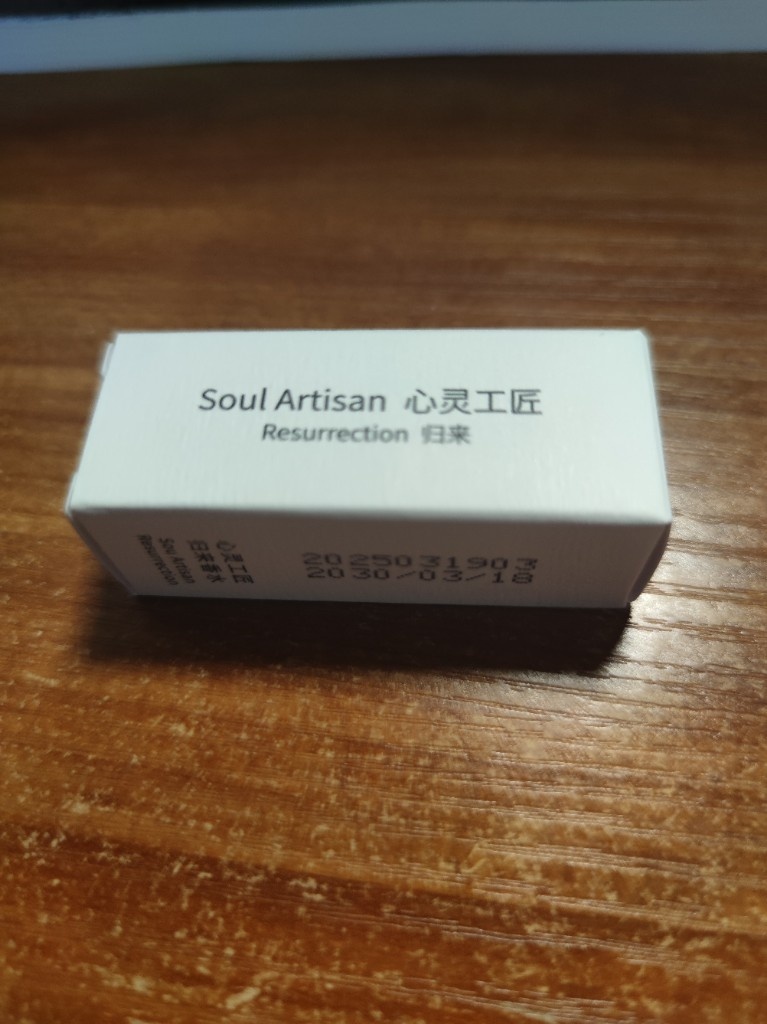 Soul Artisan 心灵工匠
Resurrection 归来
心灵工匠
归来香水
Soul Artisan
Resurrection
2025031903
2030/03/18